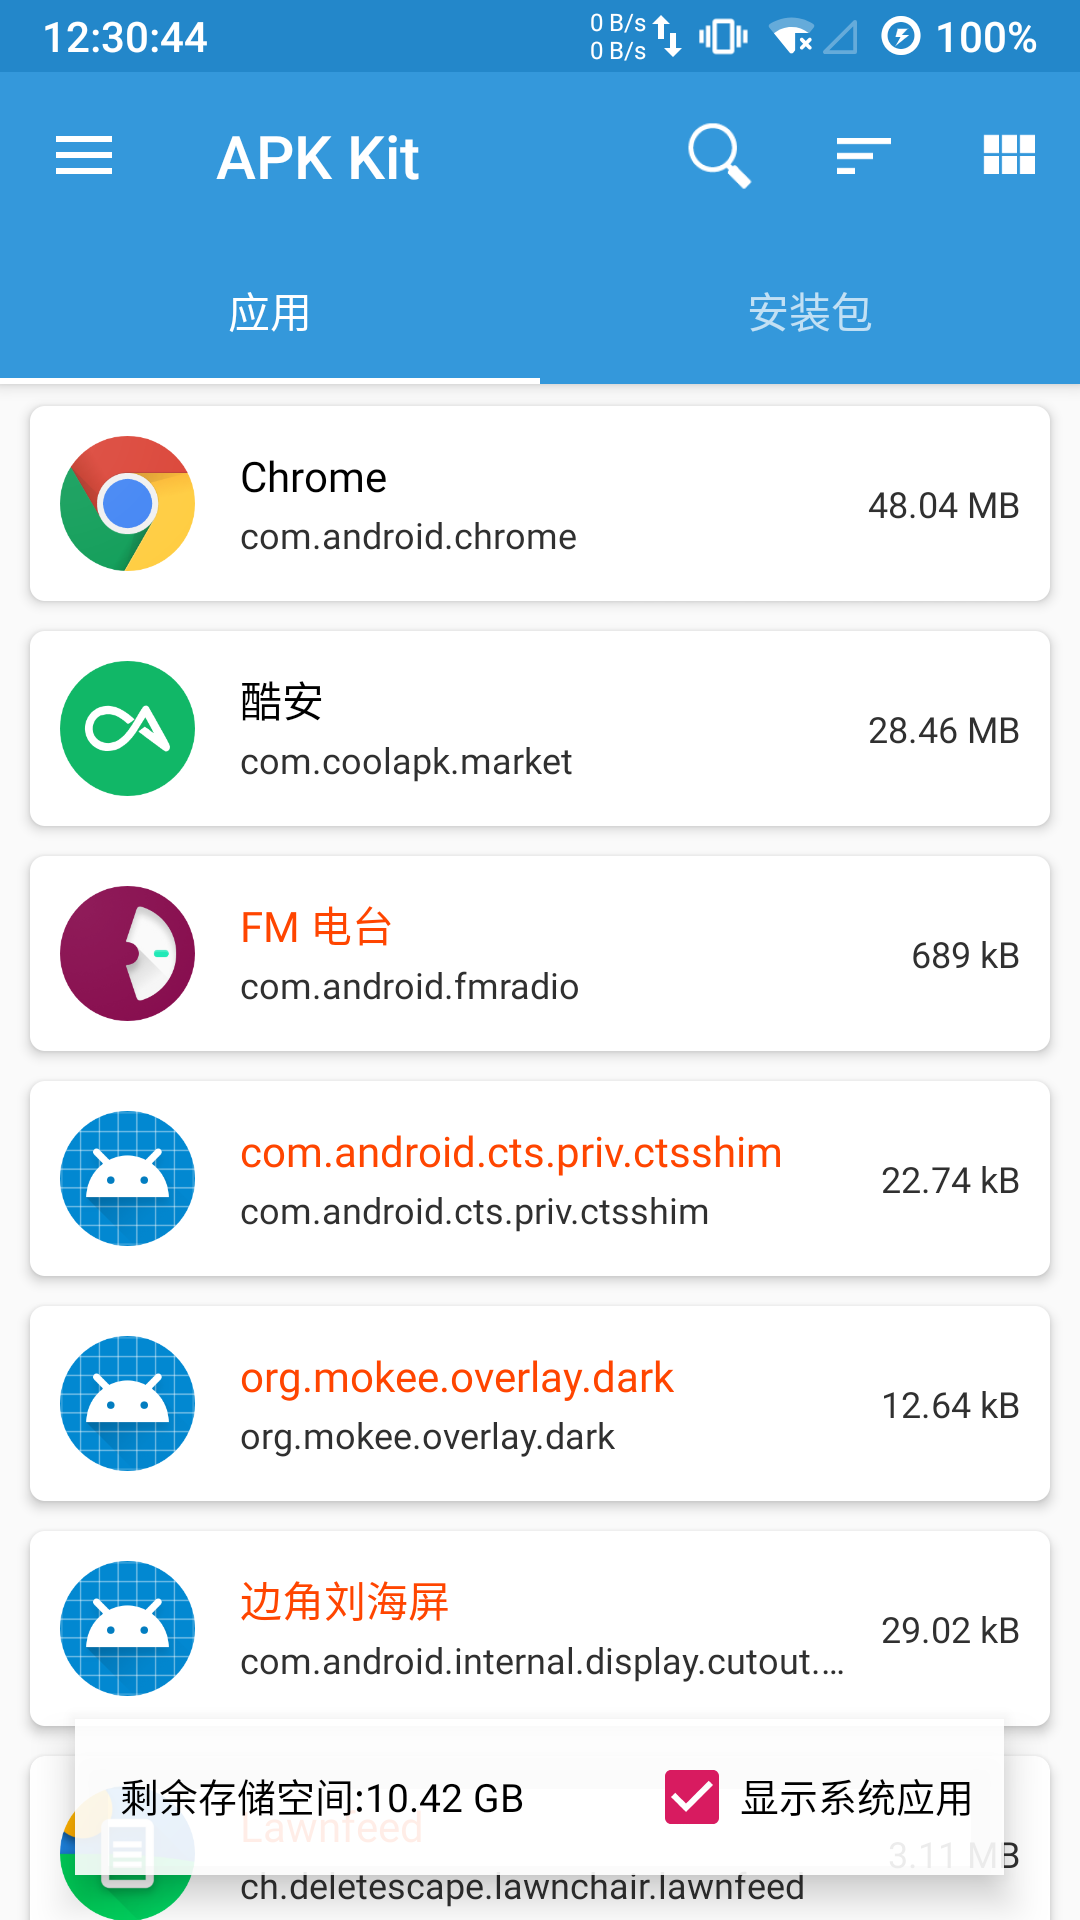 12:30:44
0 B/s
0 B/s
100%
APK Kit
应用
安装包
Chrome
com.android.chrome
48.04 MB
酷安
com.coolapk.market
28.46 MB
FM 电台
com.android.fmradio
689 kB
com.android.cts.priv.ctsshim
com.android.cts.priv.ctsshim
22.74 kB
org.mokee.overlay.dark
org.mokee.overlay.dark
12.64 kB
边角刘海屏
com.android.internal.display.cutout.…
29.02 kB
剩余存储空间:10.42 GB
显示系统应用
Lawnfeed
ch.deletescape.lawnchair.lawnfeed
3.11 MB